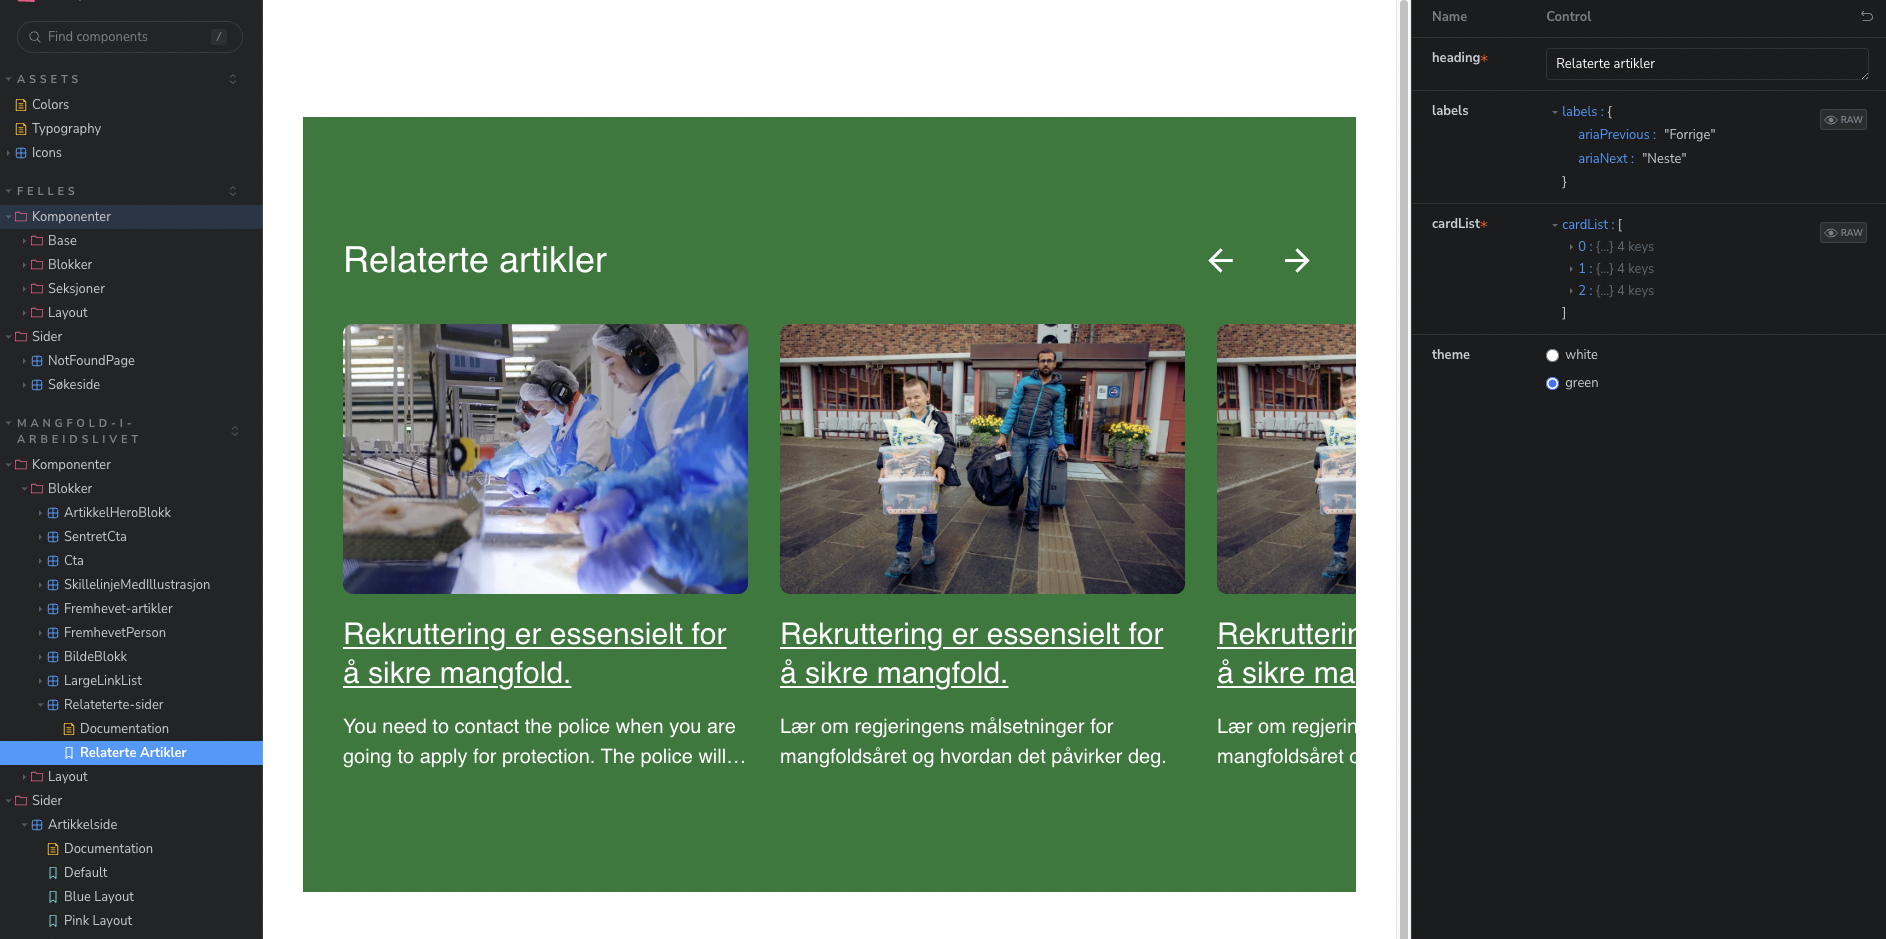 Find components /
ASSETS
Colors
Typography
Icons
FELLES
Komponenter
Base
Blokker
Seksjoner
Layout
Sider
NotFoundPage
Søkeside
MANGFOLD-I-
ARBEIDSLIVET
Komponenter
Blokker
ArtikkelHeroBlokk
SentretCta
Cta
SkillelinjeMedIllustrasjon
Fremhevet-artikler
FremhevetPerson
BildeBlokk
LargeLinkList
Relateterte-sider
Documentation
Relaterte Artikler
Layout
Sider
Artikkelside
Documentation
Default
Blue Layout
Pink Layout
Relaterte artikler
Rekruttering er essensielt for
å sikre mangfold.
You need to contact the police when you are
going to apply for protection. The police will...
Rekruttering er essensielt for
å sikre mangfold.
Lær om regjeringens målsetninger for
mangfoldsåret og hvordan det påvirker deg.
Rekrutterin
å sikre ma
Lær om regjerin
mangfoldsåret o
Name Control
heading* Relaterte artikler
labels labels : { RAW
ariaPrevious : "Forrige"
ariaNext : "Neste"
}
cardList* cardList : [ RAW
0 : {...} 4 keys
1 : {...} 4 keys
2 : {...} 4 keys
]
theme white
green